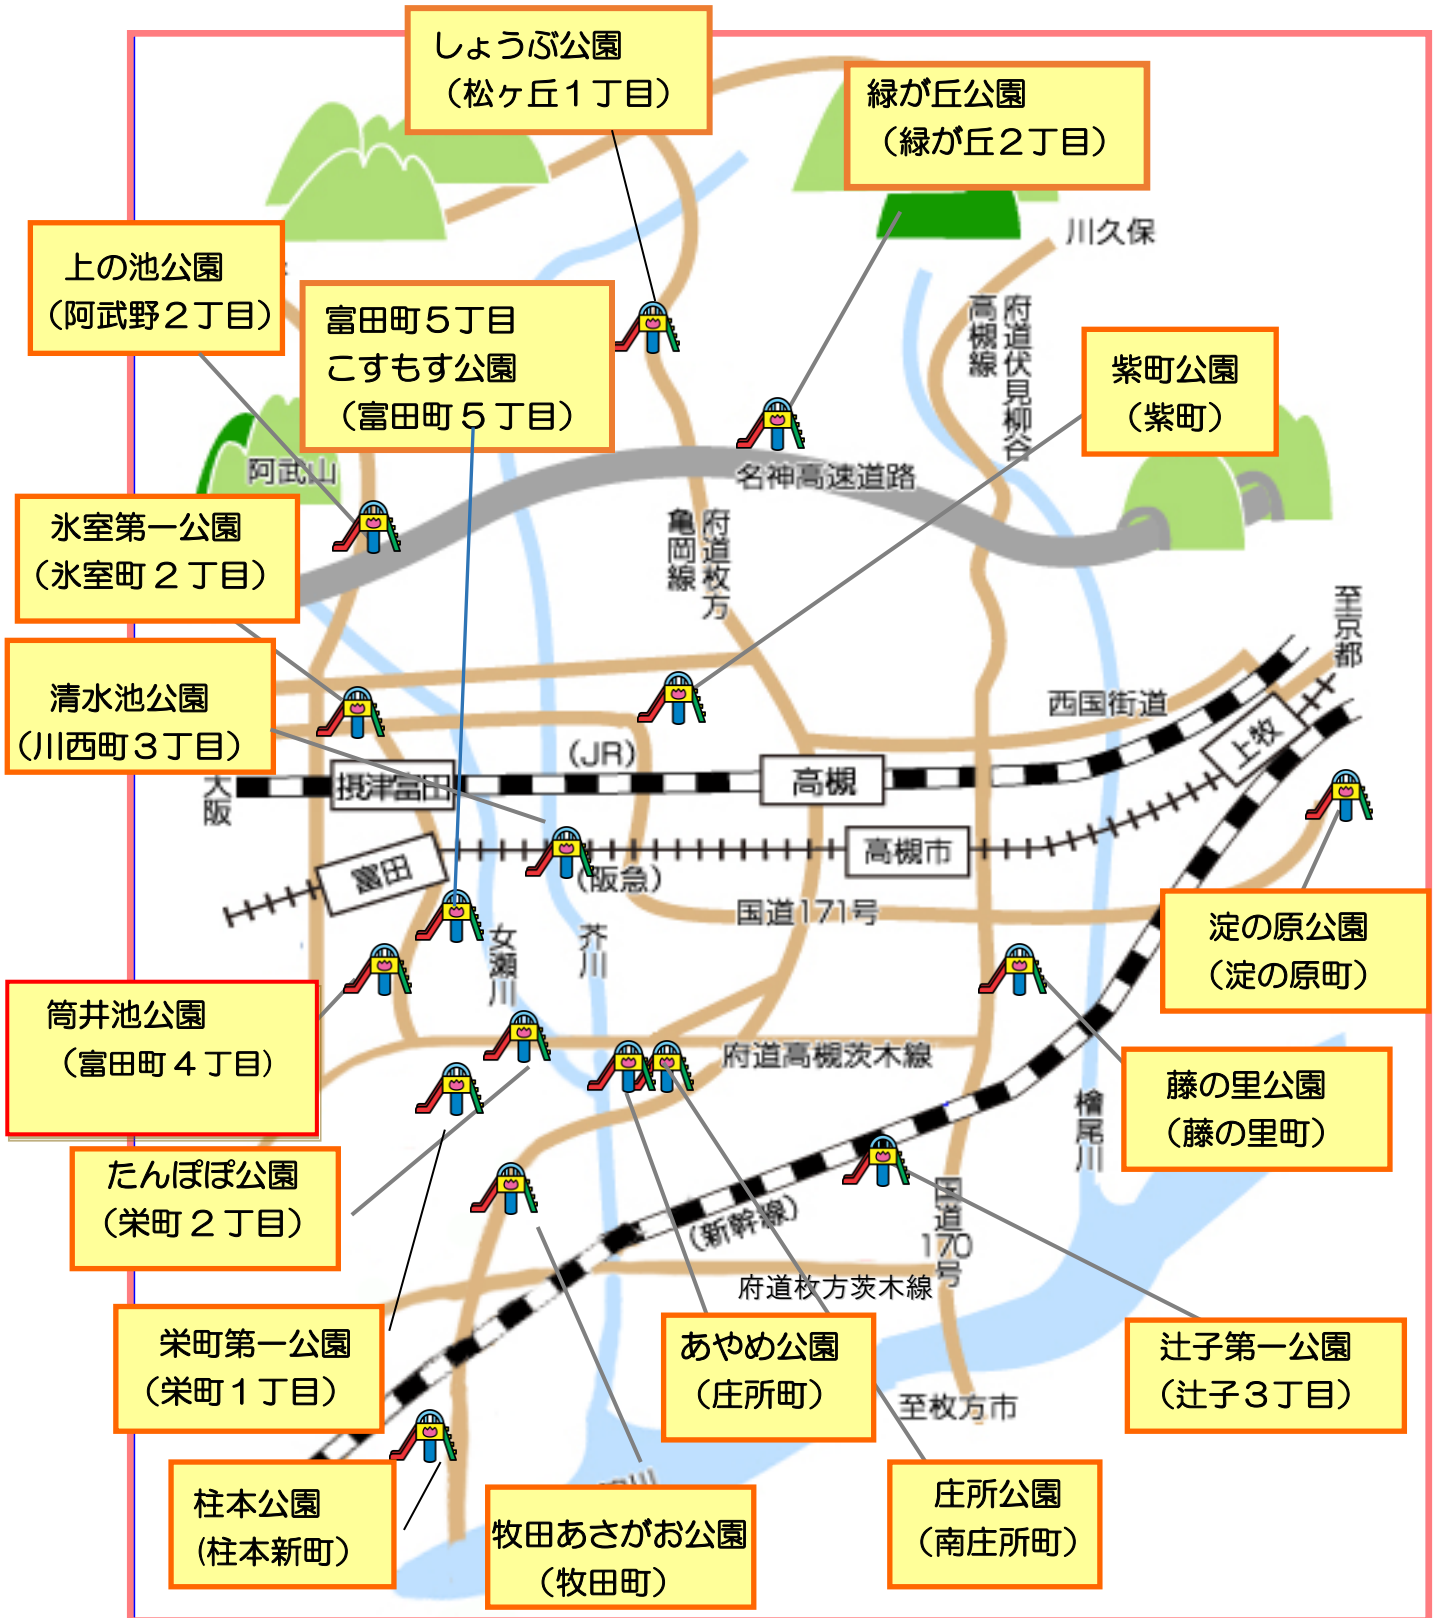 しょうぶ公園
（松ヶ丘１丁目）
緑が丘公園
（緑が丘２丁目）
川久保
上の池公園
（阿武野２丁目）
富田町５丁目
こすもす公園
（富田町５丁目）
府道伏見柳谷
高槻線
紫町公園
（紫町）
阿武山
名神高速道路
氷室第一公園
（氷室町２丁目）
府道枚方
亀岡線
至京都
清水池公園
（川西町３丁目）
西国街道
上牧
（JR）
大阪
摂津富田
高槻
高槻市
富田
（阪急）
国道171号
淀の原公園
（淀の原町）
女瀬川
芥川
筒井池公園
（富田町４丁目）
府道高槻茨木線
藤の里公園
（藤の里町）
檜尾川
たんぽぽ公園
（栄町２丁目）
国道170号
（新幹線）
府道枚方茨木線
栄町第一公園
（栄町１丁目）
あやめ公園
（庄所町）
辻子第一公園
（辻子３丁目）
至枚方市
柱本公園
（柱本新町）
牧田あさがお公園
（牧田町）
庄所公園
（南庄所町）